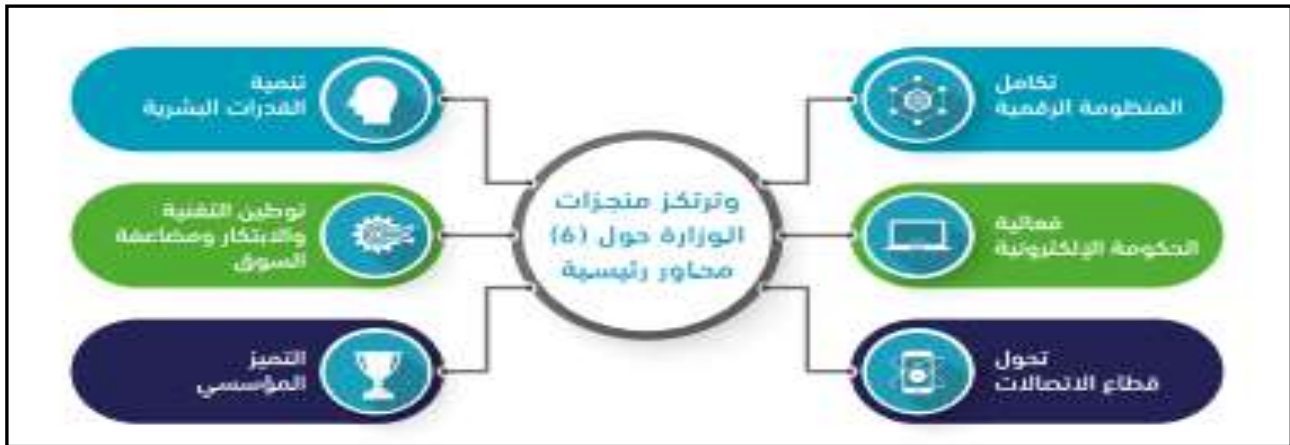 تكامل
المنظومة الرقمية
فعالية
الحكومة الإلكترونية
تحول
قطاع الاتصالات
وترتكز منجزات
الوزارة حول (6)
محاور رئيسية
تنمية
القدرات البشرية
توطين التقنية
والابتكار ومضاعفة
السوق
التميز
المؤسسي